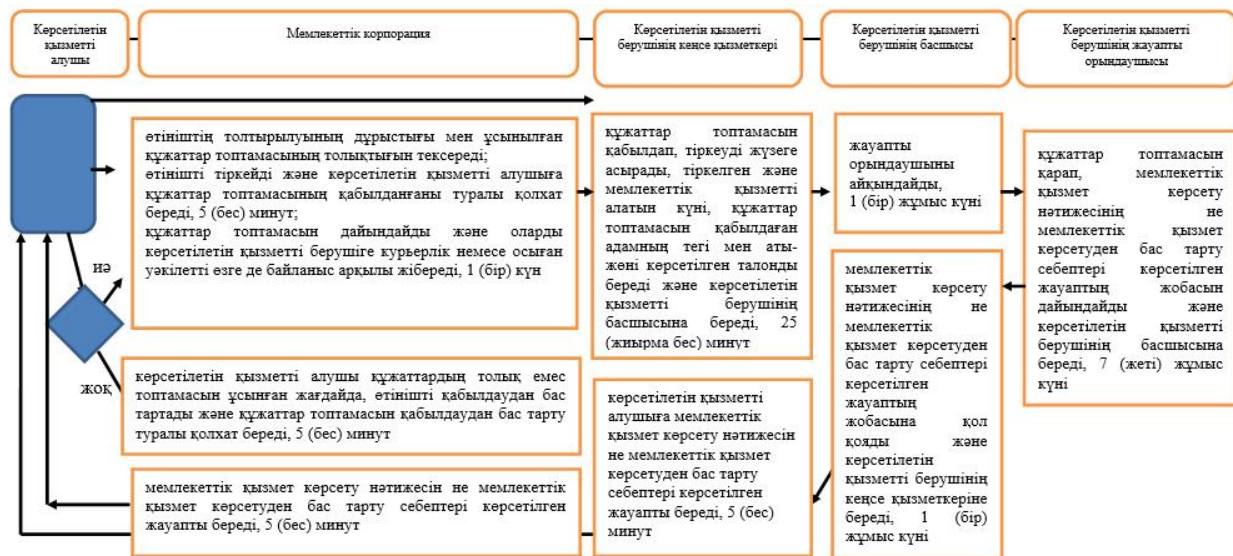 Көрсетілетін
қызметті
алушы
Мемлекеттік корпорация
Көрсетілетін қызметті
берушінің кеңсе қызметкері
Көрсетілетін қызметті
берушінің басшысы
Көрсетілетін қызметті
берушінің жауапты
орындаушысы
өтініштің толтырылуының дұрыстығы мен ұсынылған
құжаттар топтамасының толықтығын тексереді;
өтінішті тіркейді және көрсетілетін қызметті алушыға
құжаттар топтамасының қабылданғаны туралы қолхат
береді, 5 (бес) минут;
құжаттар топтамасын дайындайды және оларды
көрсетілетін қызметті берушіге курьерлік немесе осыған
уәкілетті өзге де байланыс арқылы жібереді, 1 (бір) күн
құжаттар топтамасын
қабылдап, тіркеуді жүзеге
асырады, тіркелген және
мемлекеттік қызметті
алатын күні, құжаттар
топтамасын қабылдаған
адамның тегі мен аты-
жөні көрсетілген талонды
береді және көрсетілетін
қызметті берушінің
басшысына береді, 25
(жиырма бес) минут
жауапты
орындаушыны
айқындайды,
1 (бір) жұмыс күні
құжаттар топтамасын
қарап, мемлекеттік
қызмет көрсету
нәтижесінің не
мемлекеттік қызмет
көрсетуден бас тарту
себептері көрсетілген
жауаптың жобасын
дайындайды және
көрсетілетін қызметті
берушінің басшысына
береді, 7 (жеті) жұмыс
күні
иә
жоқ
көрсетілетін қызметті алушы құжаттардың толық емес
топтамасын ұсынған жағдайда, өтінішті қабылдаудан бас
тартады және құжаттар топтамасын қабылдаудан бас тарту
туралы қолхат береді, 5 (бес) минут
мемлекеттік
қызмет көрсету
нәтижесінің не
мемлекеттік
қызмет көрсетуден
бас тарту себептері
көрсетілген
жауаптың
жобасына қол
қояды және
көрсетілетін
қызметті берушінің
кеңсе қызметкеріне
береді, 1 (бір)
жұмыс күні
көрсетілетін қызметті
алушыға мемлекеттік
қызмет көрсету нәтижесін
не мемлекеттік қызмет
көрсетуден бас тарту
себептері көрсетілген
жауапты береді, 5 (бес)
минут
мемлекеттік қызмет көрсету нәтижесін не мемлекеттік қызмет
көрсетуден бас тарту себептері көрсетілген
жауапты береді, 5 (бес) минут